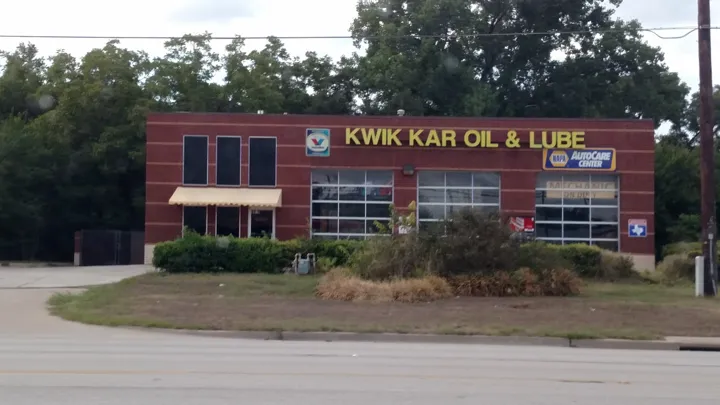 KWIK KAR OIL & LUBE
NAPA AUTOCARE
CENTER